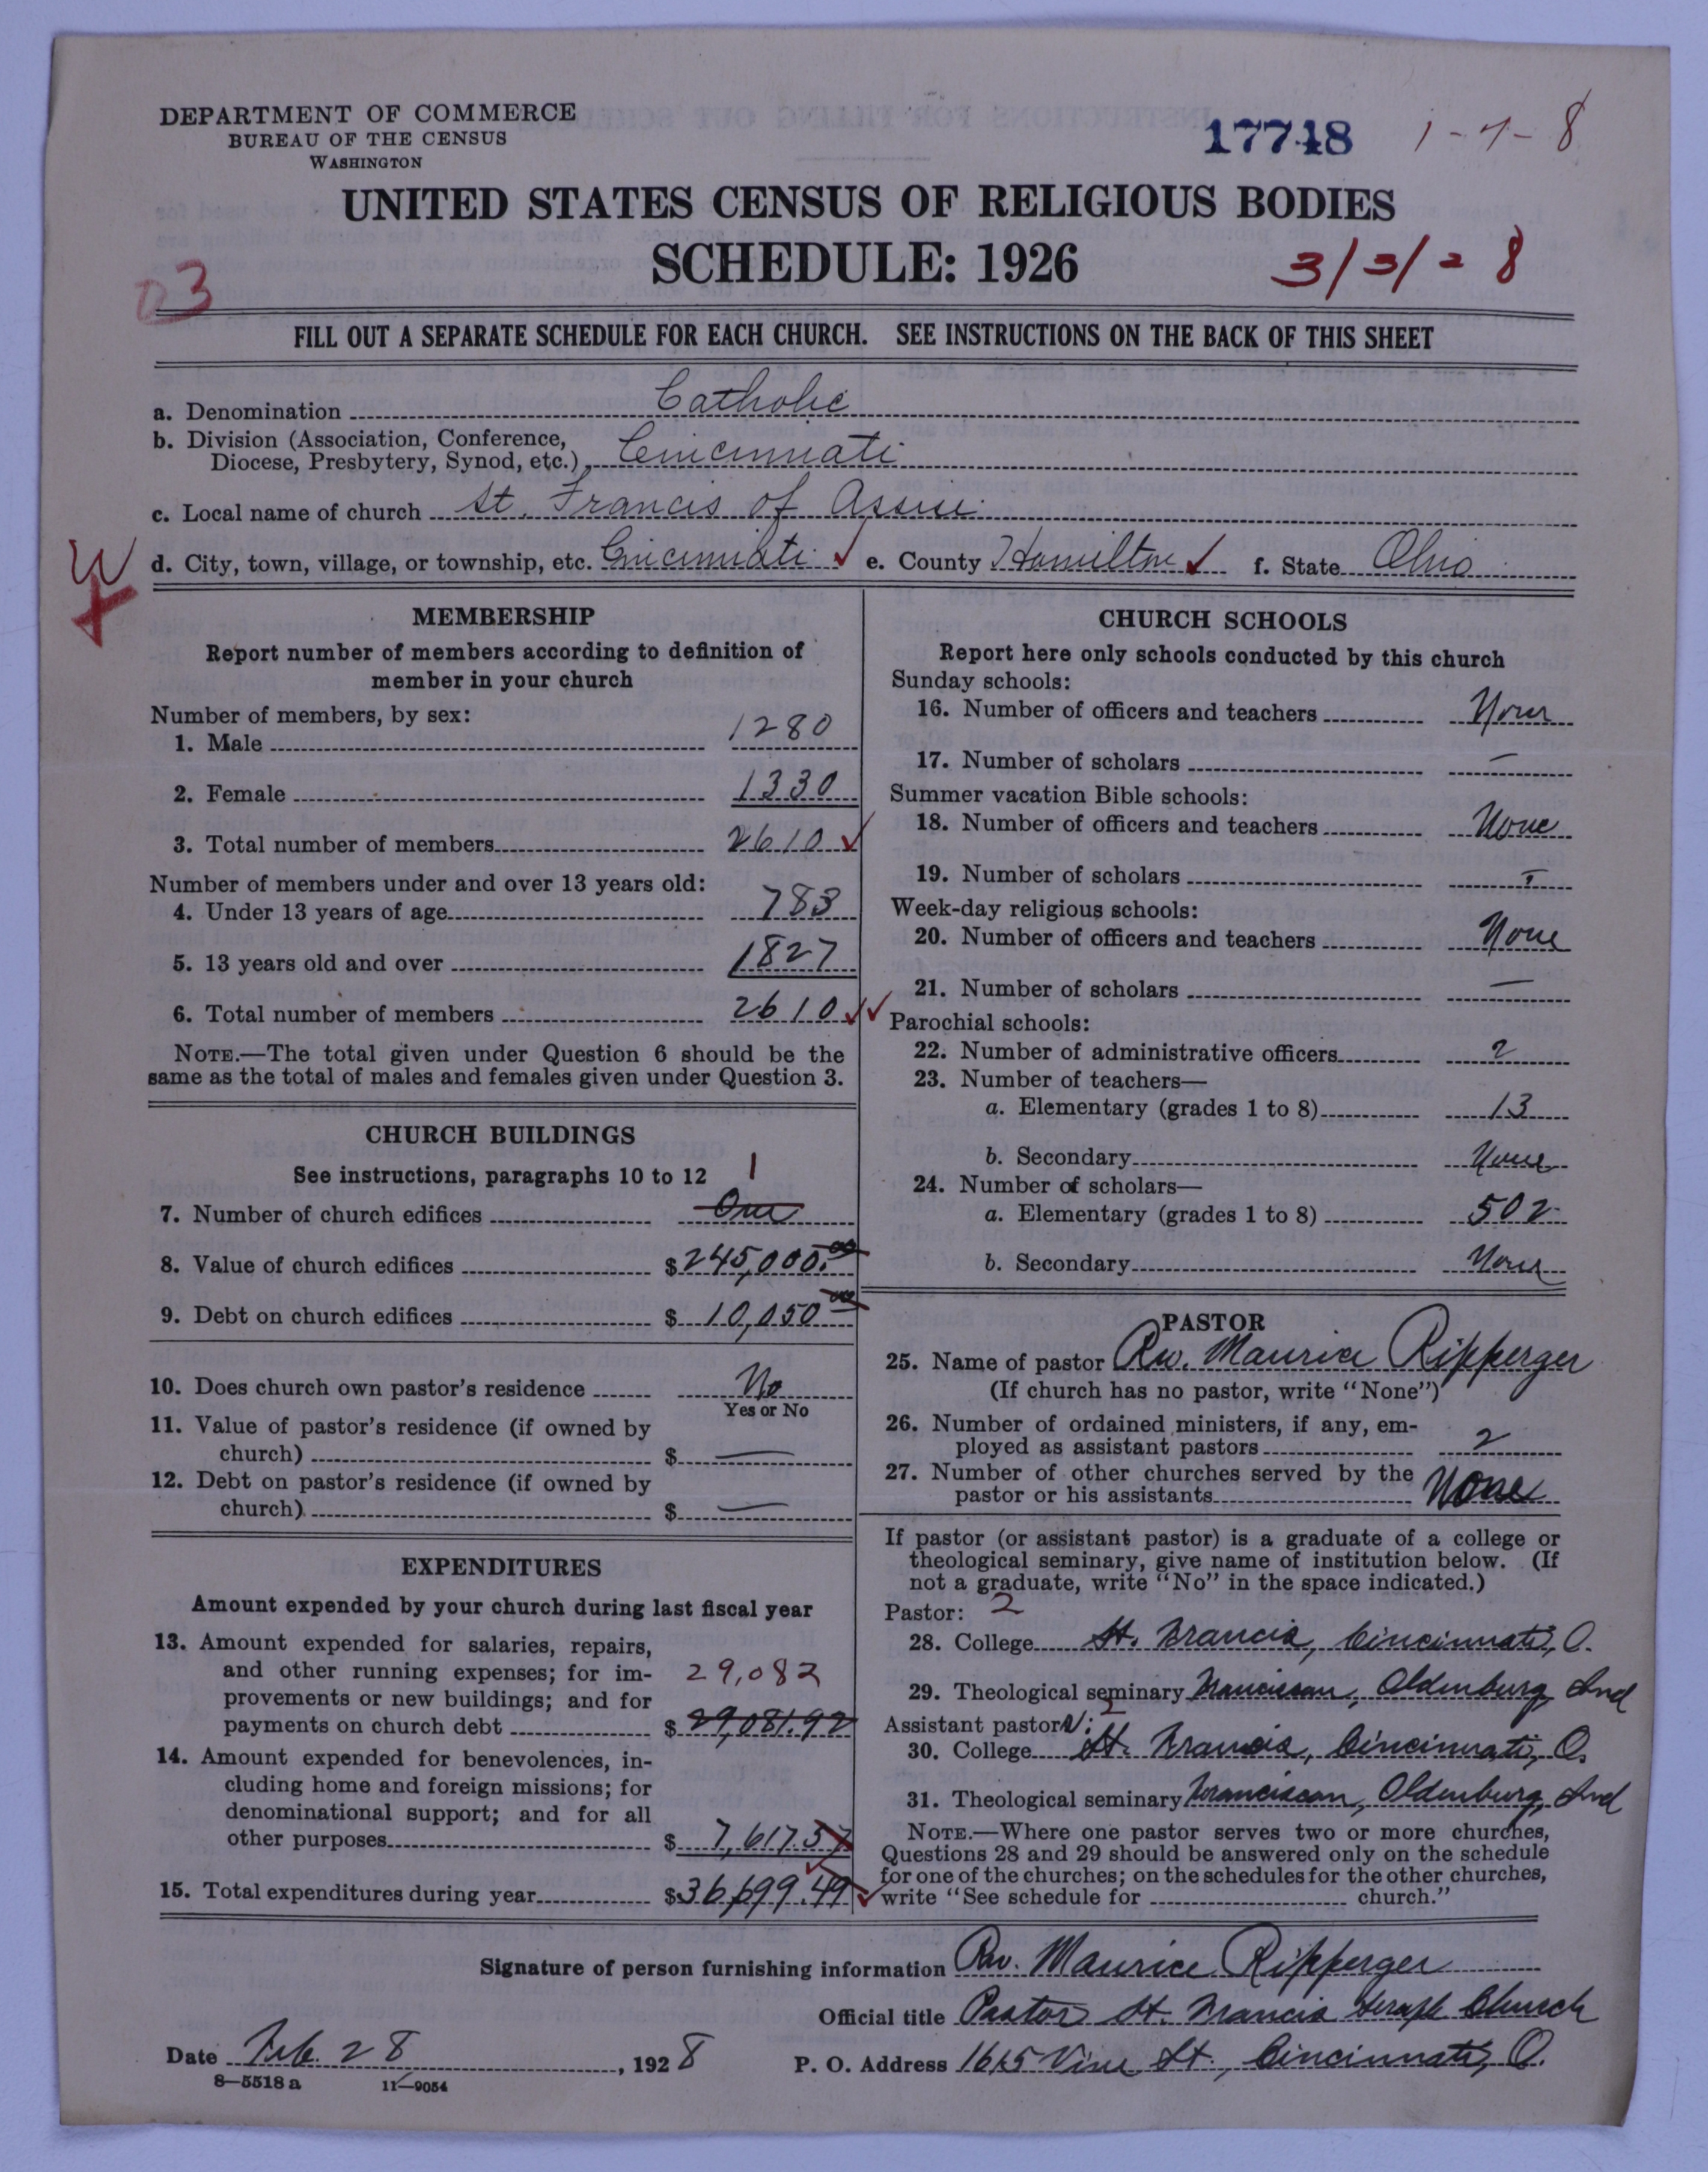 DEPARTMENT OF COMMERCE
BUREAU OF THE CENSUS
WASHINGTON
17748 1-7-8
UNITED STATES CENSUS OF RELIGIOUS BODIES
SCHEDULE: 1926
3/3/28
03
FILL OUT A SEPARATE SCHEDULE FOR EACH CHURCH. SEE INSTRUCTIONS ON THE BACK OF THIS SHEET
a. Denomination Catholic
b. Division (Association, Conference,
Diocese, Presbytery, Synod, etc.) Cincinnati
c. Local name of church St. Francis of Assisi
W
d. City, town, village, or township, etc. Cincinnati ✓ e. County Hamilton ✓ f. State Ohio
X
MEMBERSHIP
Report number of members according to definition of
member in your church
Number of members, by sex:
1. Male 1280
2. Female 1330
3. Total number of members 2610 ✓
Number of members under and over 13 years old:
4. Under 13 years of age 783
5. 13 years old and over 1827
6. Total number of members 2610 ✓✓
NOTE.—The total given under Question 6 should be the
same as the total of males and females given under Question 3.
CHURCH BUILDINGS
See instructions, paragraphs 10 to 12
1
7. Number of church edifices One
8. Value of church edifices $245,000.00
9. Debt on church edifices $10,050 00
10. Does church own pastor's residence No
Yes or No
11. Value of pastor's residence (if owned by
church) $ —
12. Debt on pastor's residence (if owned by
church) $ —
EXPENDITURES
Amount expended by your church during last fiscal year
13. Amount expended for salaries, repairs,
and other running expenses; for im- 29,082
provements or new buildings; and for
payments on church debt $29,081.92
14. Amount expended for benevolences, in-
cluding home and foreign missions; for
denominational support; and for all
other purposes $7,617.57
15. Total expenditures during year $36,699.49 ✓
CHURCH SCHOOLS
Report here only schools conducted by this church
Sunday schools:
16. Number of officers and teachers None
17. Number of scholars —
Summer vacation Bible schools:
18. Number of officers and teachers None
19. Number of scholars
Week-day religious schools:
20. Number of officers and teachers None
21. Number of scholars —
Parochial schools:
22. Number of administrative officers 2
23. Number of teachers—
a. Elementary (grades 1 to 8) 13
b. Secondary None
24. Number of scholars—
a. Elementary (grades 1 to 8) 502
b. Secondary None
PASTOR
25. Name of pastor Rev. Maurice Ripperger
(If church has no pastor, write "None")
26. Number of ordained ministers, if any, em-
ployed as assistant pastors 2
27. Number of other churches served by the
pastor or his assistants None
If pastor (or assistant pastor) is a graduate of a college or
theological seminary, give name of institution below. (If
not a graduate, write "No" in the space indicated.)
Pastor: 2
28. College St. Francis, Cincinnati, O.
29. Theological seminary Franciscan, Oldenburg, Ind
Assistant pastor: 2
30. College St. Francis, Cincinnati, O.
31. Theological seminary Franciscan, Oldenburg, Ind
NOTE.—Where one pastor serves two or more churches,
Questions 28 and 29 should be answered only on the schedule
for one of the churches; on the schedules for the other churches,
write "See schedule for church."
Signature of person furnishing information Rev. Maurice Ripperger
Official title Pastor St. Francis Seraph Church
Date Feb. 28, 1928 P. O. Address 1615 Vine St., Cincinnati, O.
8—5518 a 11—9054